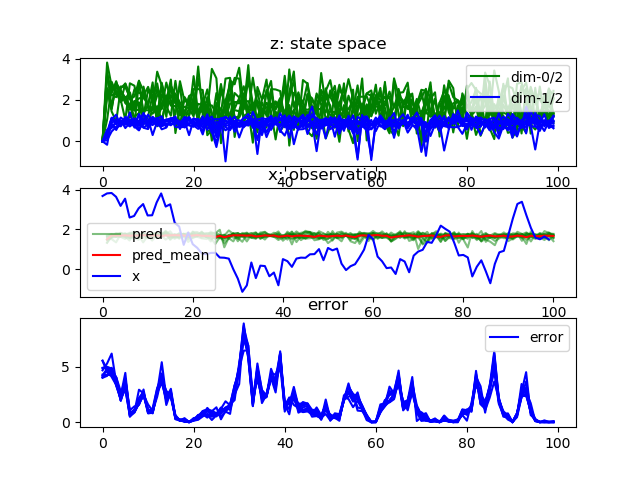 z: state space
4
2
0
dim-0/2
dim-1/2
0 20 40 60 80 100
x: observation
4
2
0
pred
pred_mean
x
0 20 40 60 80 100
error
5
0
error
0 20 40 60 80 100